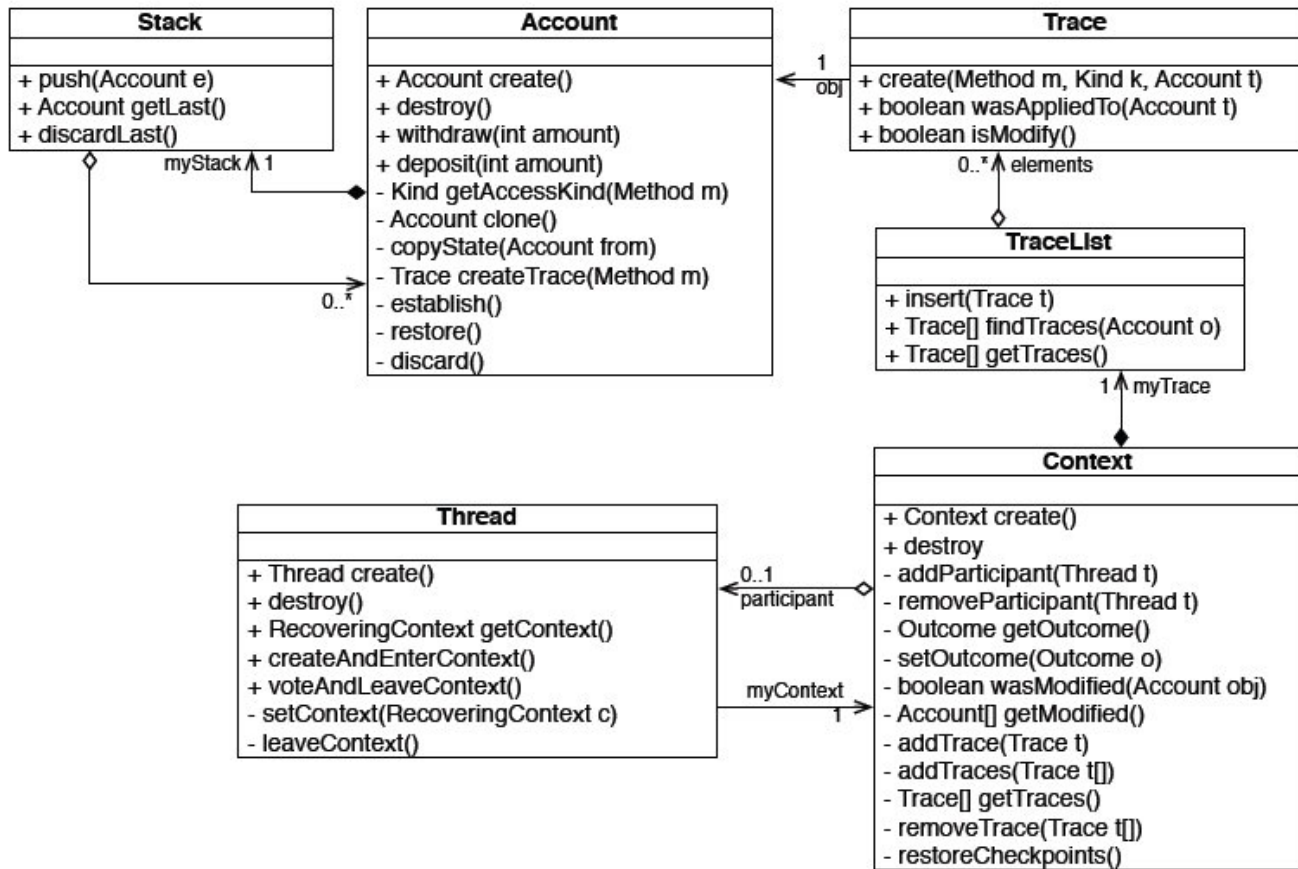 Stack
+ push(Account e)
+ Account getLast()
+ discardLast()
myStack
1
0..*
Account
+ Account create()
+ destroy()
+ withdraw(int amount)
+ deposit(int amount)
- Kind getAccessKind(Method m)
- Account clone()
- copyState(Account from)
- Trace createTrace(Method m)
- establish()
- restore()
- discard()
1
obj
Trace
+ create(Method m, Kind k, Account t)
+ boolean wasAppliedTo(Account t)
+ boolean isModify()
0..* elements
TraceList
+ insert(Trace t)
+ Trace[] findTraces(Account o)
+ Trace[] getTraces()
1 myTrace
Thread
+ Thread create()
+ destroy()
+ RecoveringContext getContext()
+ createAndEnterContext()
+ voteAndLeaveContext()
- setContext(RecoveringContext c)
- leaveContext()
0..1
participant
myContext
1
Context
+ Context create()
+ destroy
- addParticipant(Thread t)
- removeParticipant(Thread t)
- Outcome getOutcome()
- setOutcome(Outcome o)
- boolean wasModified(Account obj)
- Account[] getModified()
- addTrace(Trace t)
- addTraces(Trace t[])
- Trace[] getTraces()
- removeTrace(Trace t[])
- restoreCheckpoints()